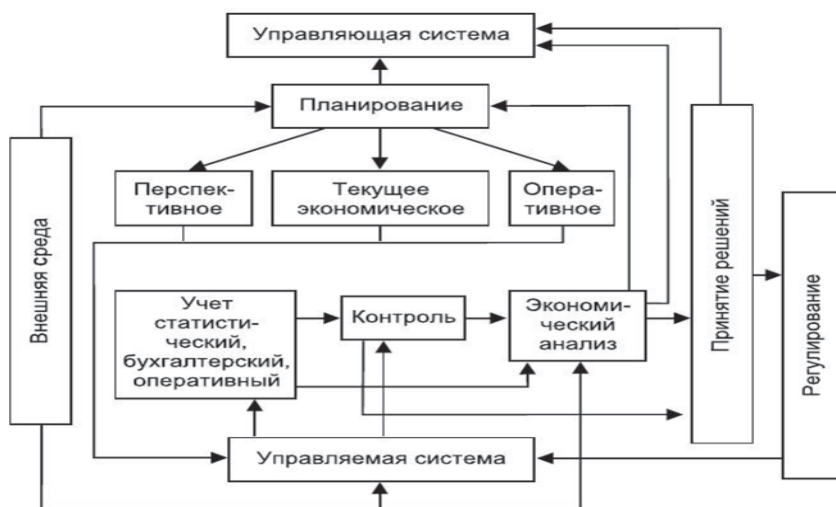 Управляющая система
Планирование
Перспек-
тивное
Текущее
экономическое
Опера-
тивное
Внешняя среда
Учет
статисти-
ческий,
бухгалтерский,
оперативный
Контроль
Экономи-
ческий
анализ
Принятие решений
Регулирование
Управляемая система